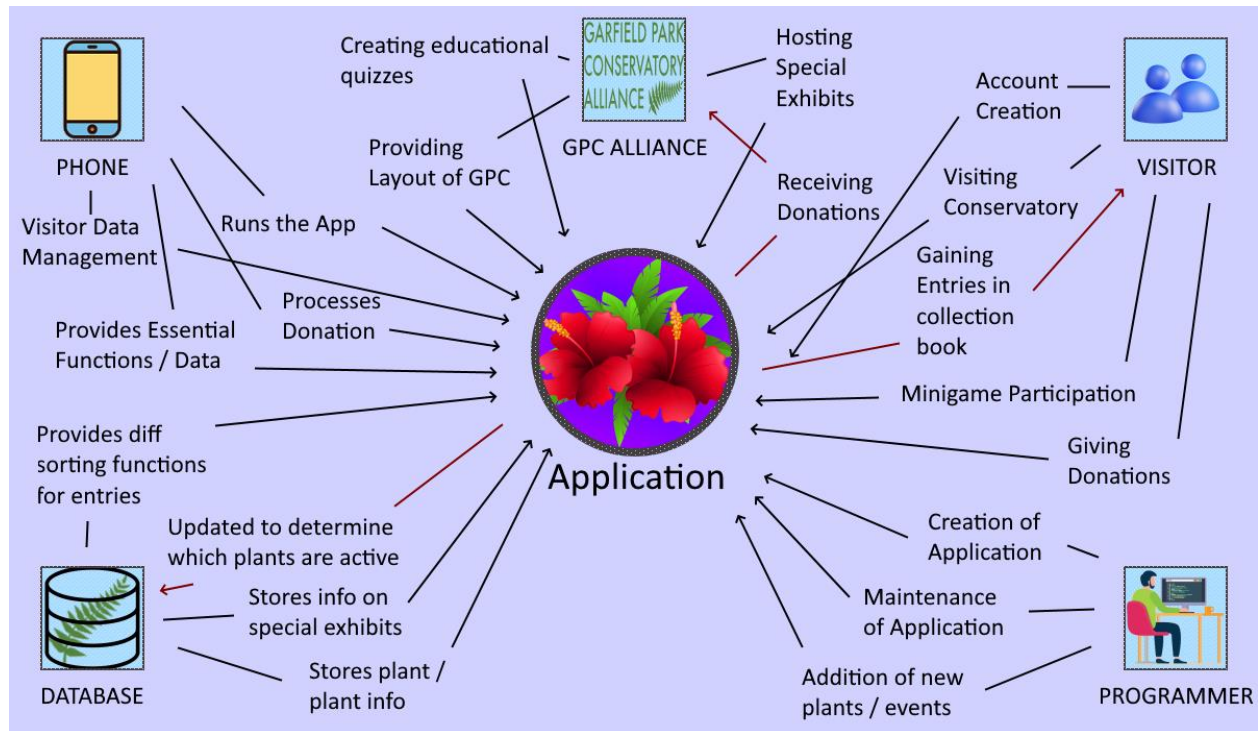 Creating educational
quizzes
GARFIELD PARK
CONSERVATORY
ALLIANCE
GPC ALLIANCE
Hosting
Special
Exhibits
Account
Creation
PHONE
VISITOR
Providing
Layout of GPC
Receiving
Donations
Visiting
Conservatory
Visitor Data
Management
Runs the App
Gaining
Entries in
collection
book
Processes
Donation
Provides Essential
Functions / Data
Minigame Participation
Provides diff
sorting functions
for entries
Application
Giving
Donations
Updated to determine
which plants are active
Creation of
Application
Stores info on
special exhibits
Maintenance
of Application
Stores plant /
plant info
Addition of new
plants / events
DATABASE
PROGRAMMER